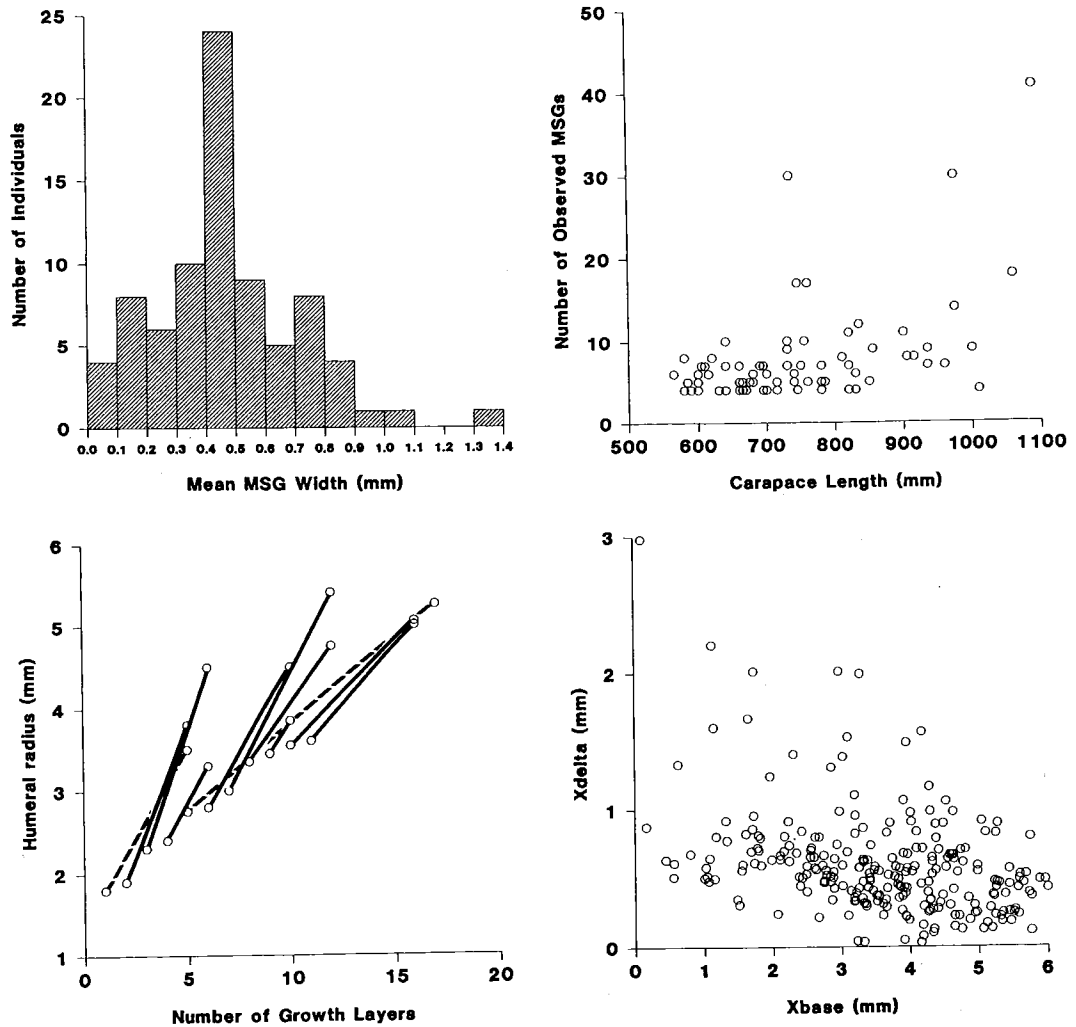 25
20
15
10
5
0
Number of Individuals
0.0 0.1 0.2 0.3 0.4 0.5 0.6 0.7 0.8 0.9 1.0 1.1 1.2 1.3 1.4
Mean MSG Width (mm)
50
40
30
20
10
0
Number of Observed MSGs
500 600 700 800 900 1000 1100
Carapace Length (mm)
6
5
4
3
2
1
Humeral radius (mm)
0 5 10 15 20
Number of Growth Layers
3
2
1
0
Xdelta (mm)
0 1 2 3 4 5 6
Xbase (mm)